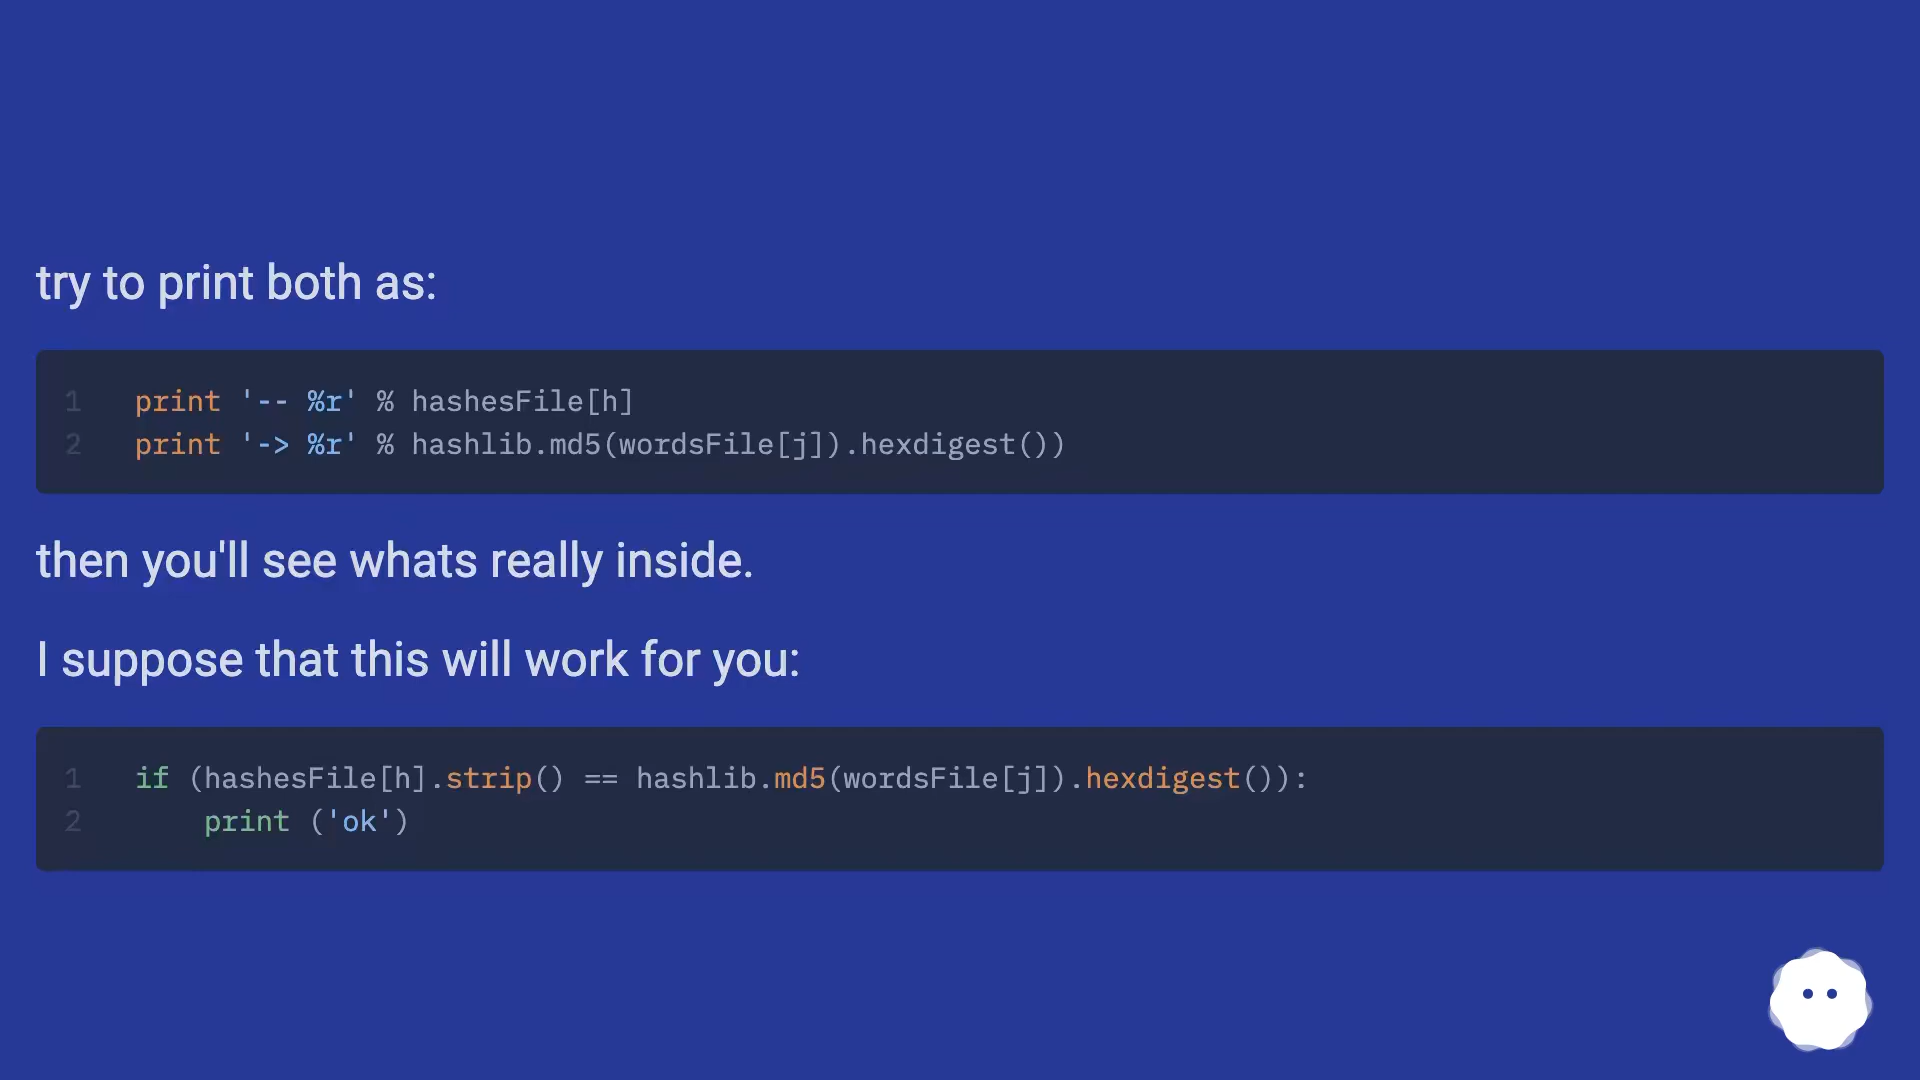 try to print both as:
1 print '-- %r' % hashesFile[h]
2 print '-> %r' % hashlib.md5(wordsFile[j]).hexdigest())
then you'll see whats really inside.
I suppose that this will work for you:
1 if (hashesFile[h].strip() == hashlib.md5(wordsFile[j]).hexdigest()):
2     print ('ok')